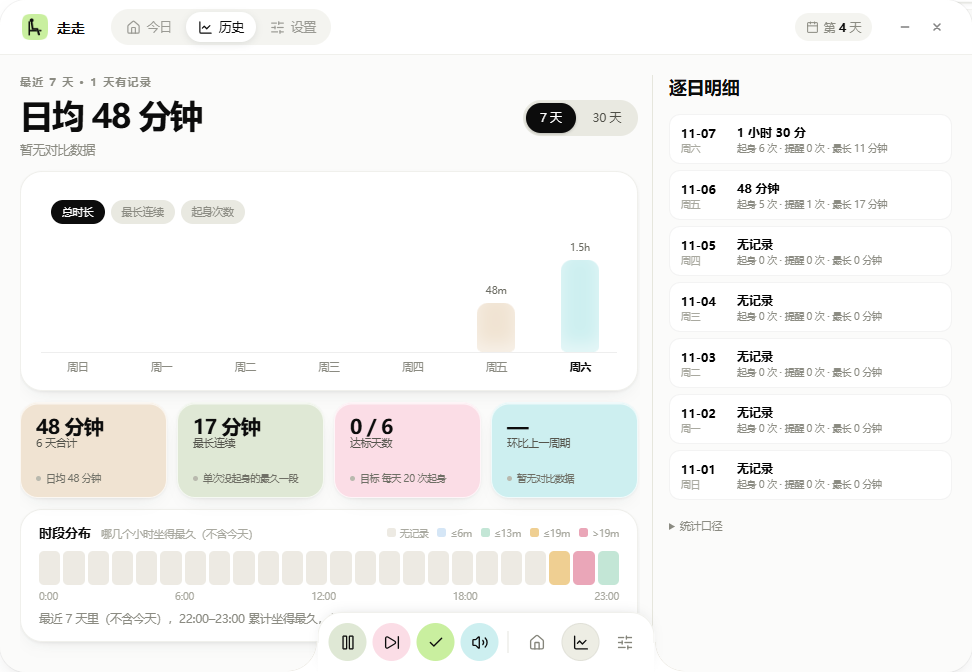 走走
今日
历史
设置
第 4 天
最近 7 天 • 1 天有记录
日均 48 分钟
暂无对比数据
7 天
30 天
总时长
最长连续
起身次数
48m
1.5h
周日
周一
周二
周三
周四
周五
周六
48 分钟
6 天合计
日均 48 分钟
17 分钟
最长连续
单次没起身的最久一段
0 / 6
达标天数
目标 每天 20 次起身
—
环比上一周期
暂无对比数据
时段分布 哪几个小时坐得最久（不含今天）
无记录 ≤6m ≤13m ≤19m >19m
0:00 6:00 12:00 18:00 23:00
最近 7 天里（不含今天），22:00–23:00 累计坐得最久，
逐日明细
11-07 1 小时 30 分
周六 起身 6 次 · 提醒 0 次 · 最长 11 分钟
11-06 48 分钟
周五 起身 5 次 · 提醒 1 次 · 最长 17 分钟
11-05 无记录
周四 起身 0 次 · 提醒 0 次 · 最长 0 分钟
11-04 无记录
周三 起身 0 次 · 提醒 0 次 · 最长 0 分钟
11-03 无记录
周二 起身 0 次 · 提醒 0 次 · 最长 0 分钟
11-02 无记录
周一 起身 0 次 · 提醒 0 次 · 最长 0 分钟
11-01 无记录
周日 起身 0 次 · 提醒 0 次 · 最长 0 分钟
统计口径